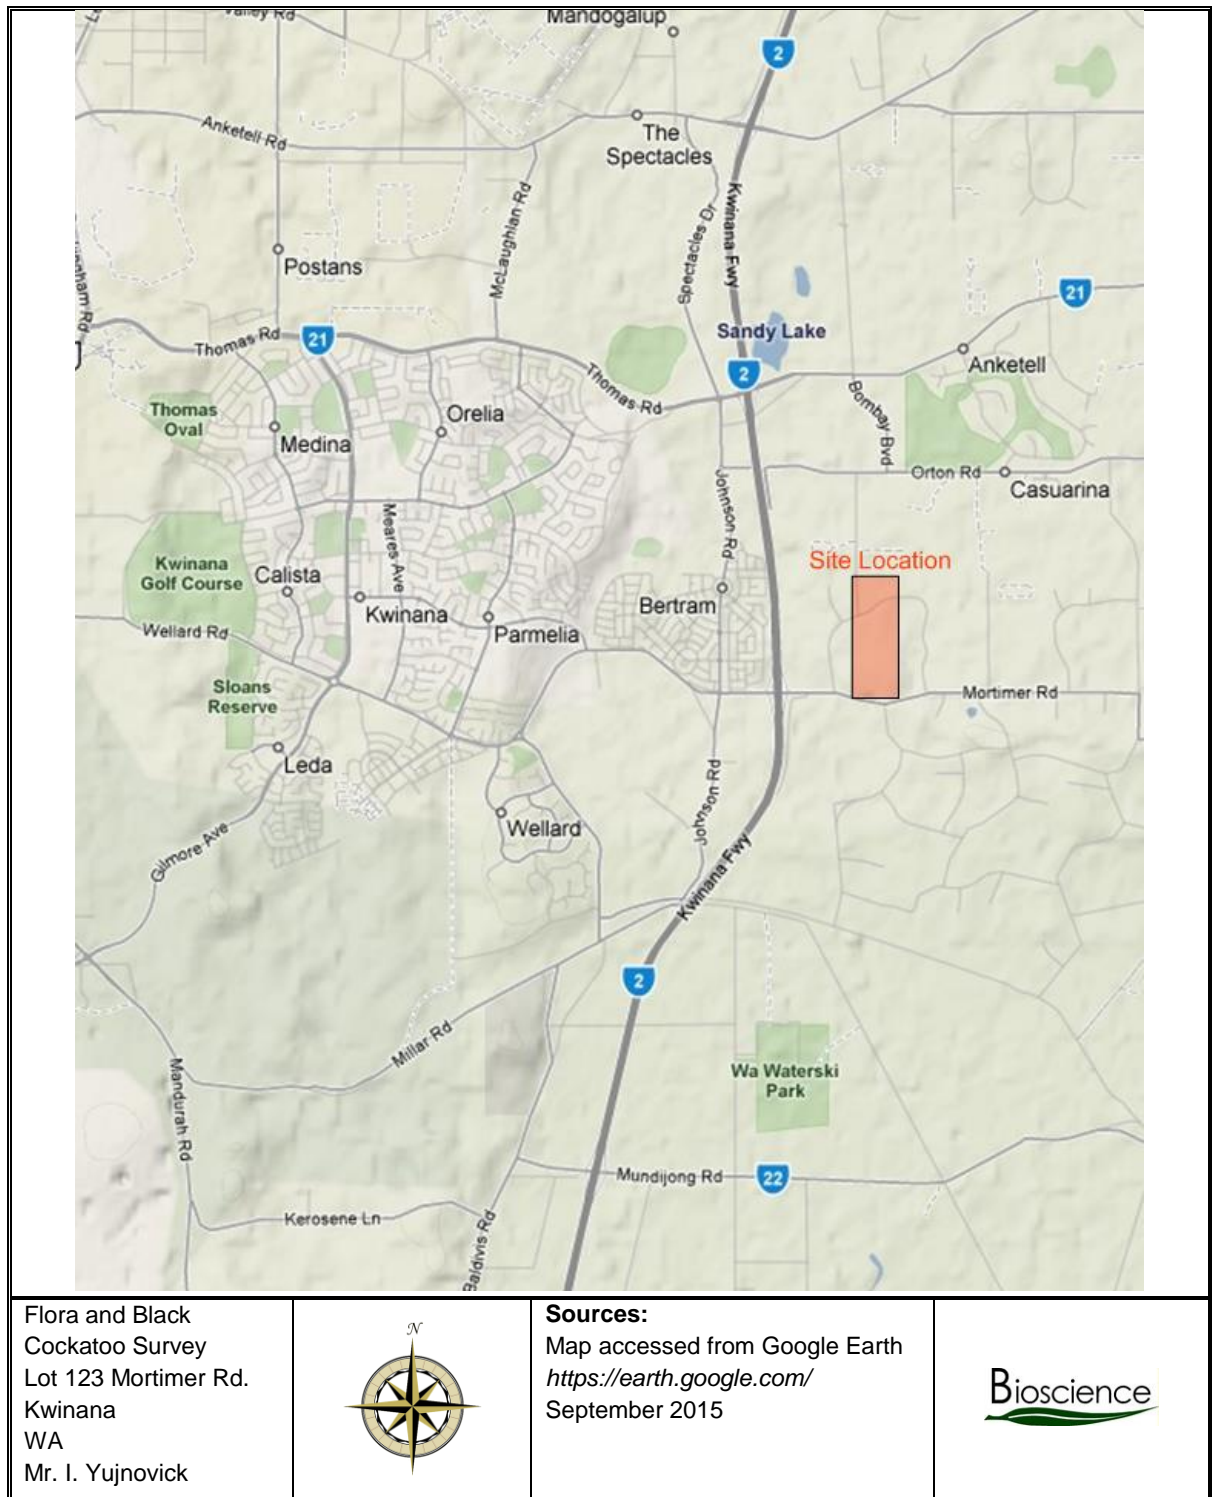 Mandogalup
2
Anketell Rd
The
Spectacles
McLaughlan Rd
Spectacles Dr
Kwinana Fwy
Postans
21
Thomas Rd
21
Sandy Lake
2
Anketell
Thomas Rd
Thomas
Oval
Medina
Orelia
Bombay Bvd
Orton Rd
Casuarina
Johnson Rd
Meares Ave
Kwinana
Golf Course
Calista
Kwinana
Parmelia
Bertram
Site Location
Wellard Rd
Sloans
Reserve
Mortimer Rd
Leda
Wellard
Johnson Rd
Gilmore Ave
Kwinana Fwy
2
Millar Rd
Wa Waterski
Park
Mandurah Rd
Mundijong Rd
22
Kerosene Ln
Baldivis Rd
Flora and Black
Cockatoo Survey
Lot 123 Mortimer Rd.
Kwinana
WA
Mr. I. Yujnovick
N
Sources:
Map accessed from Google Earth
https://earth.google.com/
September 2015
Bioscience